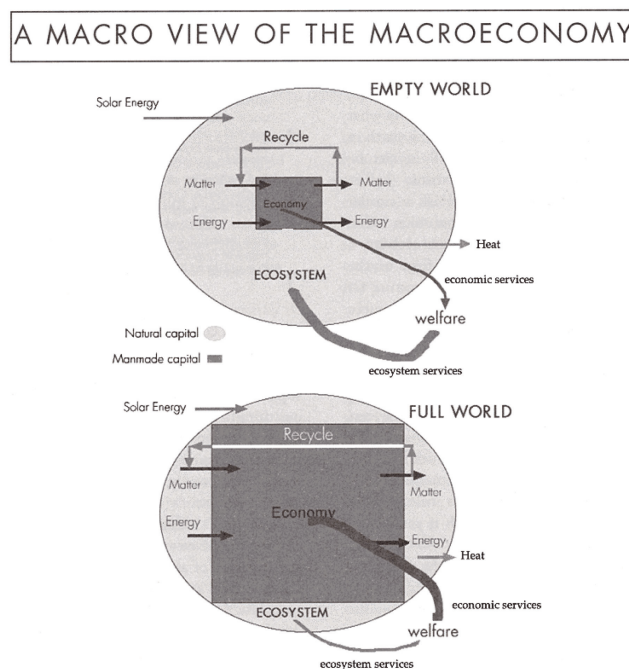 A MACRO VIEW OF THE MACROECONOMY
EMPTY WORLD
Solar Energy
Recycle
Matter
Matter
Economy
Energy
Energy
Heat
ECOSYSTEM
economic services
welfare
Natural capital
Manmade capital
ecosystem services
Solar Energy
FULL WORLD
Recycle
Matter
Matter
Economy
Energy
Energy
Heat
economic services
ECOSYSTEM
welfare
ecosystem services